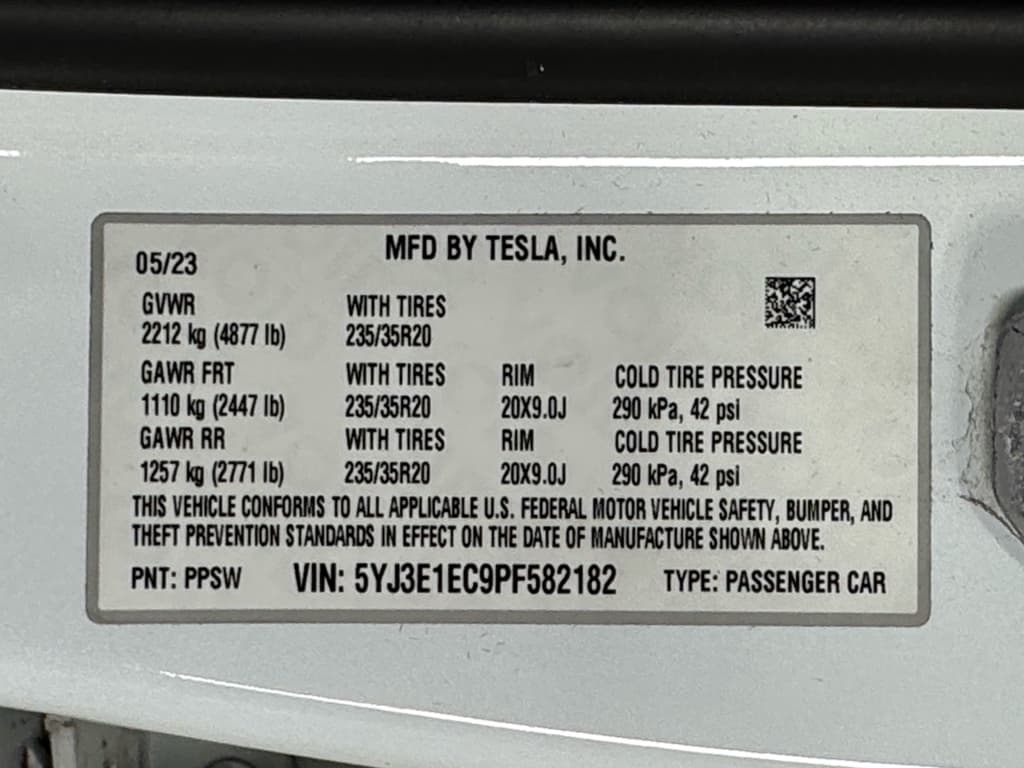 MFD BY TESLA, INC.
05/23
GVWR WITH TIRES
2212 kg (4877 lb) 235/35R20
GAWR FRT WITH TIRES RIM COLD TIRE PRESSURE
1110 kg (2447 lb) 235/35R20 20X9.0J 290 kPa, 42 psi
GAWR RR WITH TIRES RIM COLD TIRE PRESSURE
1257 kg (2771 lb) 235/35R20 20X9.0J 290 kPa, 42 psi
THIS VEHICLE CONFORMS TO ALL APPLICABLE U.S. FEDERAL MOTOR VEHICLE SAFETY, BUMPER, AND
THEFT PREVENTION STANDARDS IN EFFECT ON THE DATE OF MANUFACTURE SHOWN ABOVE.
PNT: PPSW VIN: 5YJ3E1EC9PF582182 TYPE: PASSENGER CAR